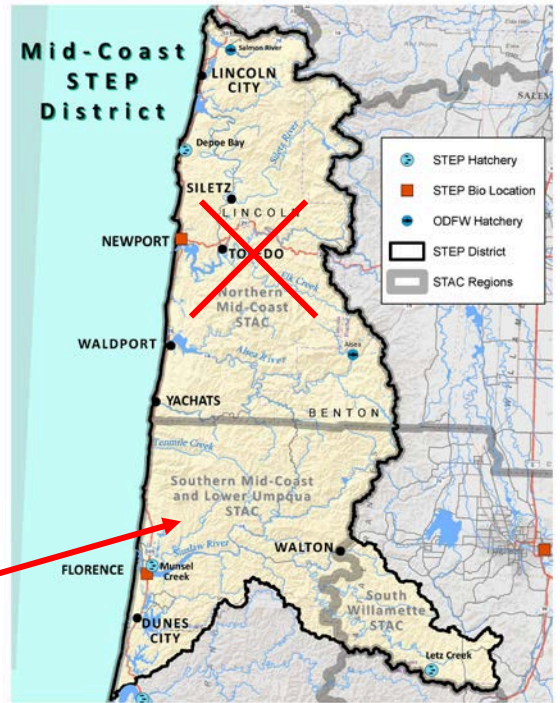 Mid-Coast
STEP
District
Salmon River
LINCOLN
CITY
Siletz River
Depoe Bay
SILETZ
LINCOLN
NEWPORT
TOLEDO
Elk Creek
Northern
Mid-Coast
STAC
WALDPORT
Alsea River
Alsea
YACHATS
BENTON
Tenmile Creek
Southern Mid-Coast
and Lower Umpqua
STAC
Siuslaw River
WALTON
FLORENCE
Munsel
Creek
South
Willamette
STAC
DUNES
CITY
Letz Creek
STEP Hatchery
STEP Bio Location
ODFW Hatchery
STEP District
STAC Regions